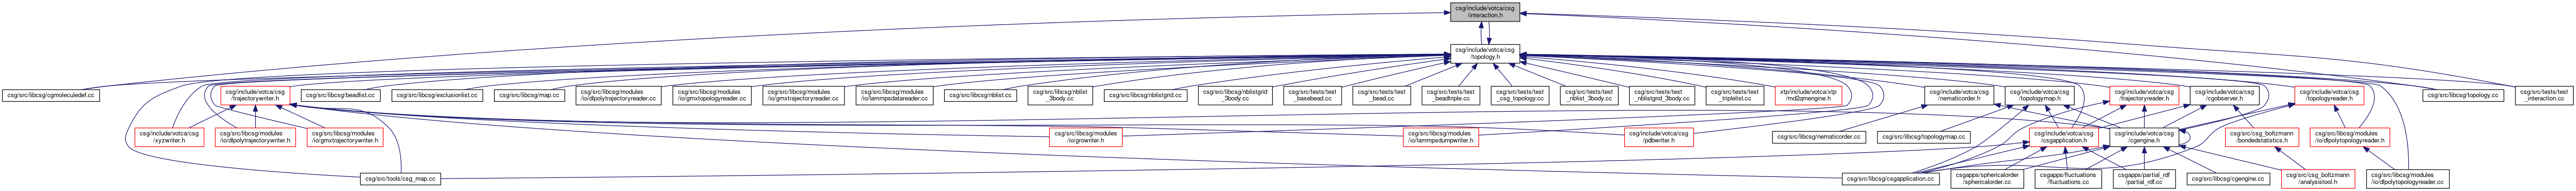 csg/include/votca/csg
/interaction.h
csg/include/votca/csg
/topology.h
csg/src/libcsg/cgmoleculedef.cc
csg/include/votca/csg
/trajectorywriter.h
csg/src/libcsg/beadlist.cc
csg/src/libcsg/exclusionlist.cc
csg/src/libcsg/map.cc
csg/src/libcsg/modules
/io/dlpolytrajectoryreader.cc
csg/src/libcsg/modules
/io/gmxtopologyreader.cc
csg/src/libcsg/modules
/io/gmxtrajectoryreader.cc
csg/src/libcsg/modules
/io/lammpsdatareader.cc
csg/src/libcsg/nblist.cc
csg/src/libcsg/nblist
_3body.cc
csg/src/libcsg/nblistgrid.cc
csg/src/libcsg/nblistgrid
_3body.cc
csg/src/tests/test
_basebead.cc
csg/src/tests/test
_bead.cc
csg/src/tests/test
_beadtriple.cc
csg/src/tests/test
_csg_topology.cc
csg/src/tests/test
_nblist_3body.cc
csg/src/tests/test
_nblistgrid_3body.cc
csg/src/tests/test
_triplelist.cc
xtp/include/votca/xtp
/md2qmengine.h
csg/include/votca/csg
/nematicorder.h
csg/include/votca/csg
/topologymap.h
csg/include/votca/csg
/trajectoryreader.h
csg/include/votca/csg
/cgobserver.h
csg/include/votca/csg
/topologyreader.h
csg/src/libcsg/topology.cc
csg/src/tests/test
_interaction.cc
csg/include/votca/csg
/xyzwriter.h
csg/src/libcsg/modules
/io/dlpolytrajectorywriter.h
csg/src/libcsg/modules
/io/gmxtrajectorywriter.h
csg/src/libcsg/modules
/io/growriter.h
csg/src/libcsg/modules
/io/lammpsdumpwriter.h
csg/include/votca/csg
/pdbwriter.h
csg/src/libcsg/nematicorder.cc
csg/src/libcsg/topologymap.cc
csg/include/votca/csg
/csgapplication.h
csg/include/votca/csg
/cgengine.h
csg/src/csg_boltzmann
/bondedstatistics.h
csg/src/libcsg/modules
/io/dlpolytopologyreader.h
csg/src/tools/csg_map.cc
csg/src/libcsg/csgapplication.cc
csgapps/sphericalorder
/sphericalorder.cc
csgapps/fluctuations
/fluctuations.cc
csgapps/partial_rdf
/partial_rdf.cc
csg/src/libcsg/cgengine.cc
csg/src/csg_boltzmann
/analysistool.h
csg/src/libcsg/modules
/io/dlpolytopologyreader.cc